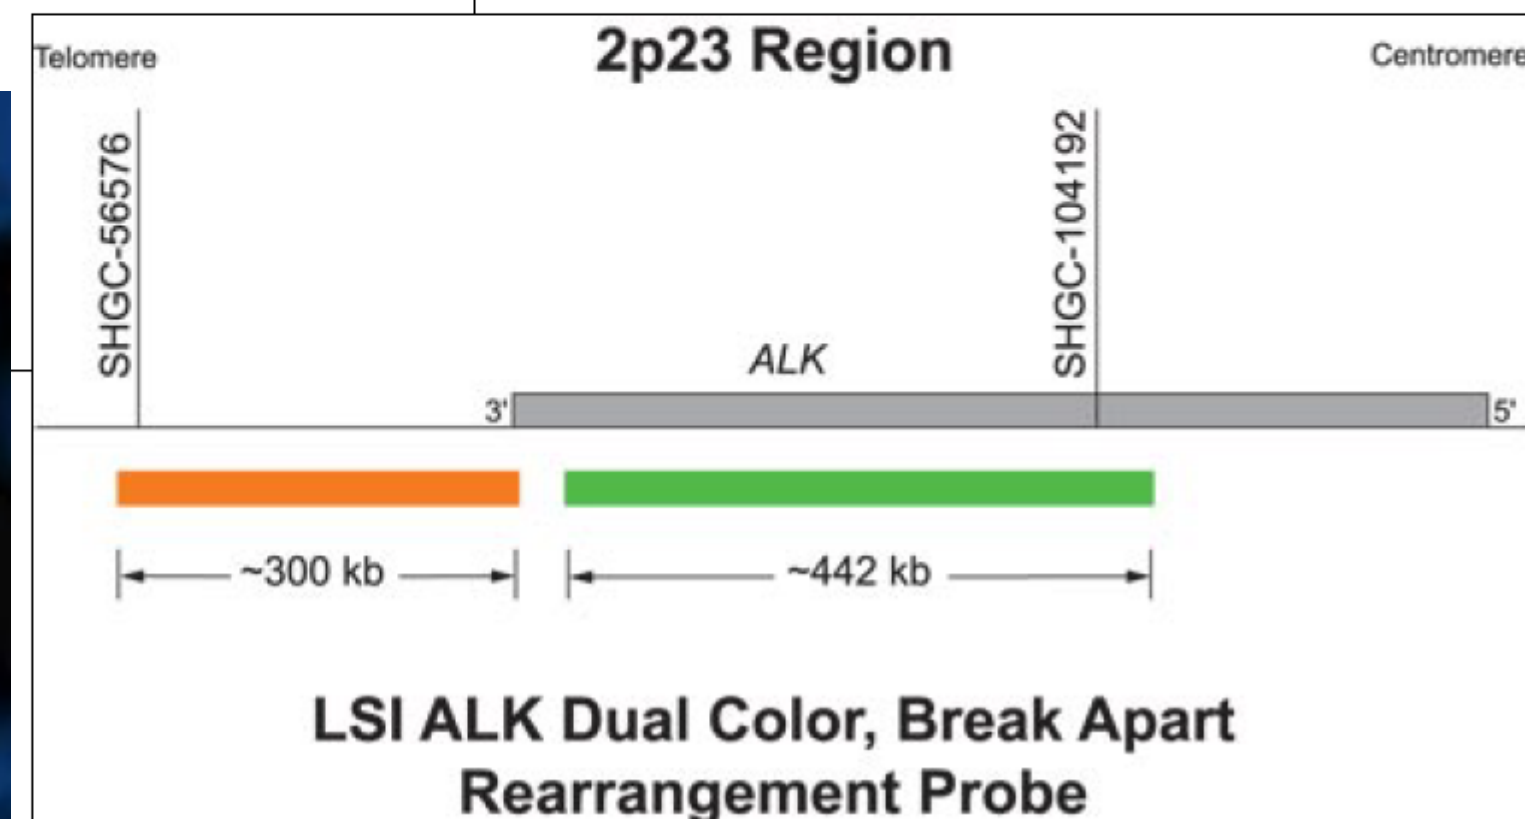 2p23 Region
Telomere
Centromere
SHGC-56576
SHGC-104192
ALK
3'
5'
~300 kb
~442 kb
LSI ALK Dual Color, Break Apart
Rearrangement Probe